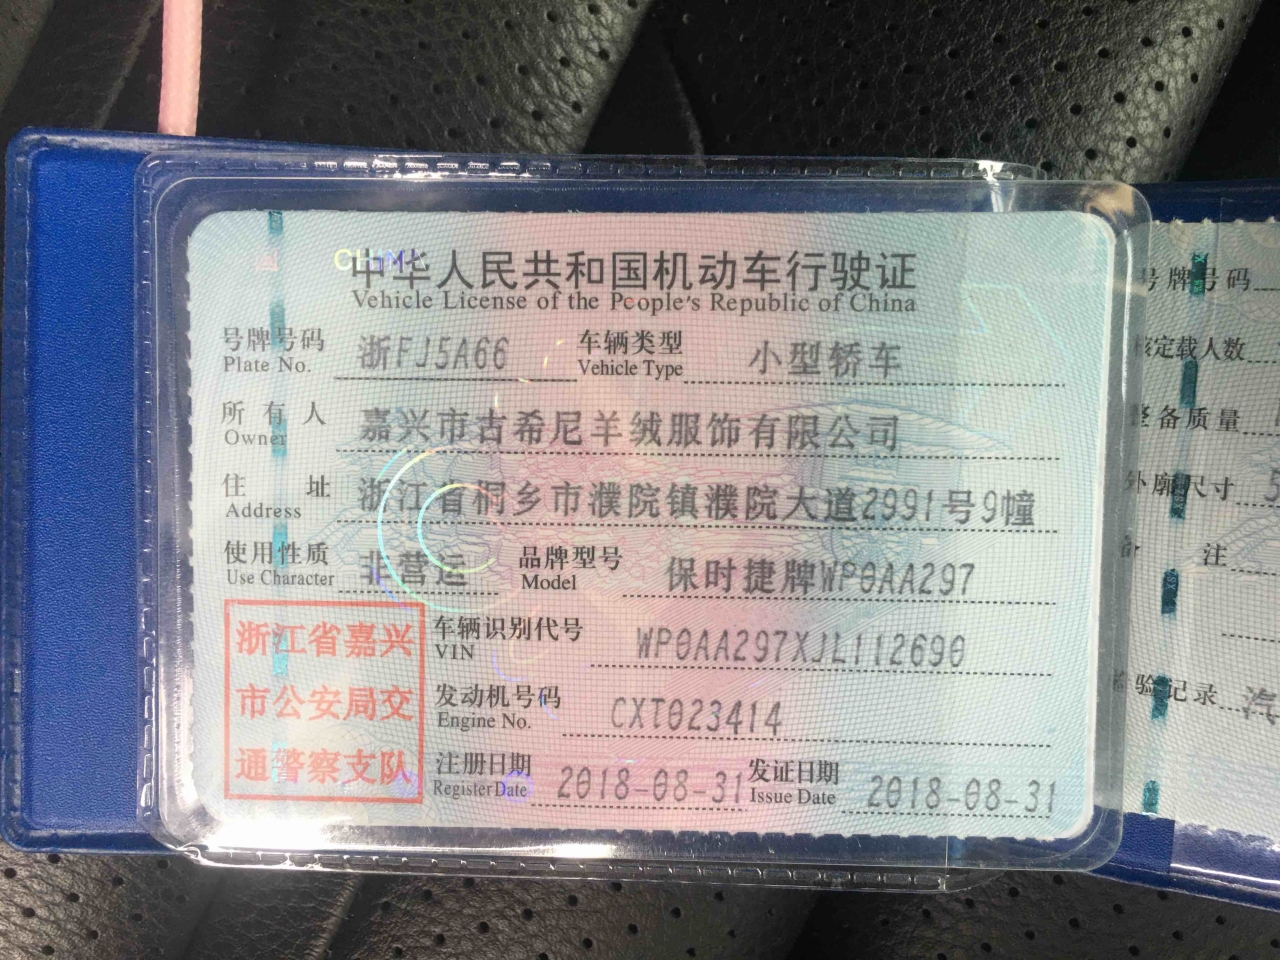 中华人民共和国机动车行驶证
Vehicle License of the People's Republic of China
号牌号码 浙FJ5A66 车辆类型 小型轿车
Plate No. Vehicle Type
所有人 嘉兴市古希尼羊绒服饰有限公司
Owner
住址 浙江省桐乡市濮院镇濮院大道2991号9幢
Address
使用性质 非营运 品牌型号 保时捷牌WP0AA297
Use Character Model
浙江省嘉兴
市公安局交
通警察支队
车辆识别代号 WP0AA297XJL112690
VIN
发动机号码 CXT023414
Engine No.
注册日期 2018-08-31 发证日期 2018-08-31
Register Date Issue Date
号牌号码
核定载人数
整备质量
外廓尺寸 5
备注
检验记录 汽